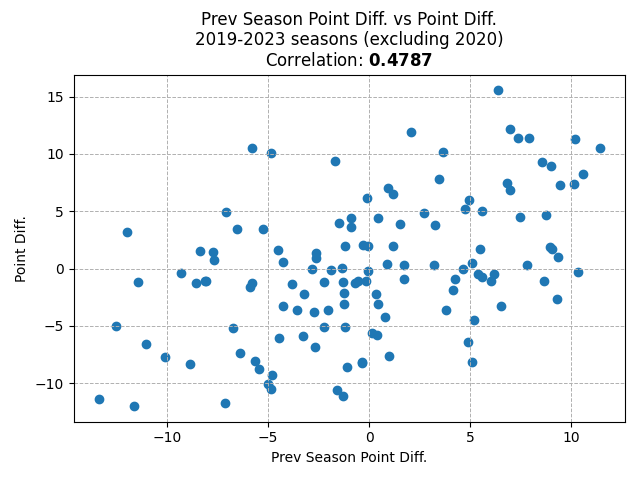 Prev Season Point Diff. vs Point Diff.
2019-2023 seasons (excluding 2020)
Correlation: 0.4787
15
10
5
0
−5
−10
Point Diff.
−10
−5
0
5
10
Prev Season Point Diff.